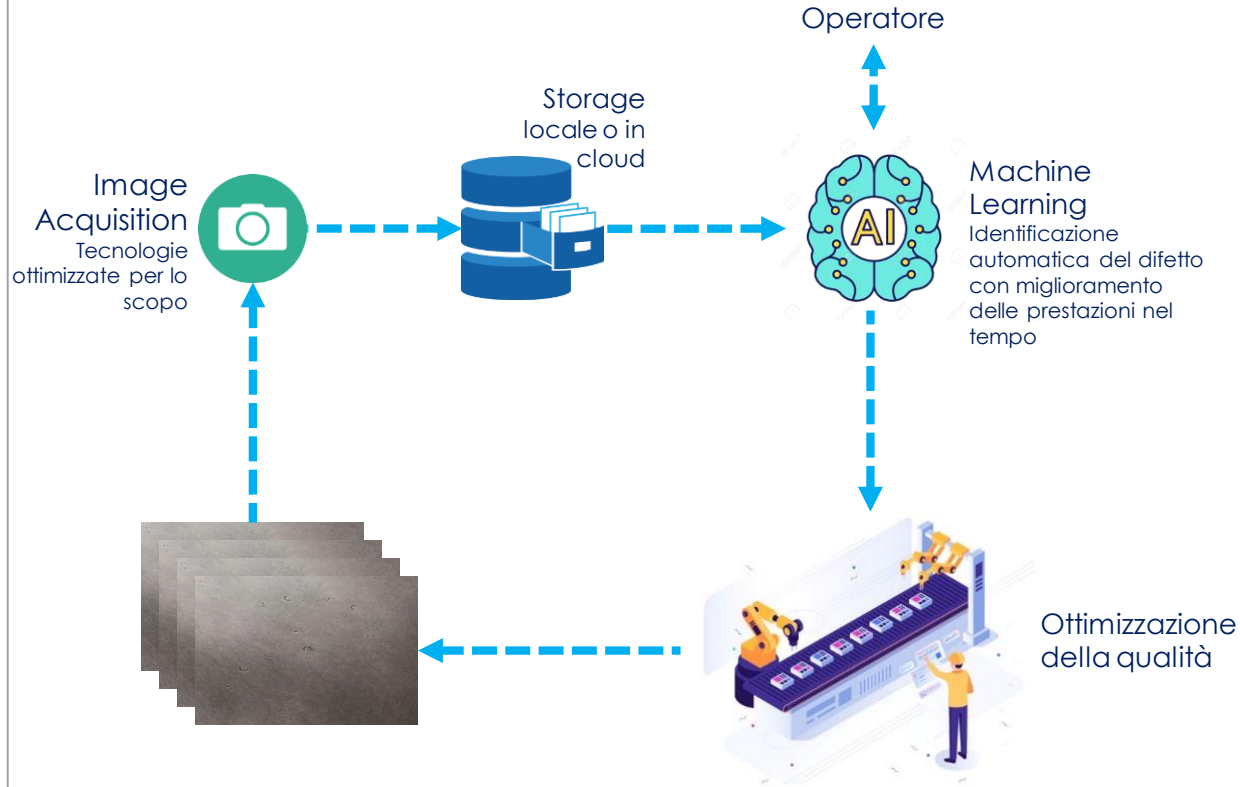 Operatore
Storage
locale o in
cloud
Image
Acquisition
Tecnologie
ottimizzate per lo
scopo
AI
Machine
Learning
Identificazione
automatica del difetto
con miglioramento
delle prestazioni nel
tempo
Ottimizzazione
della qualità